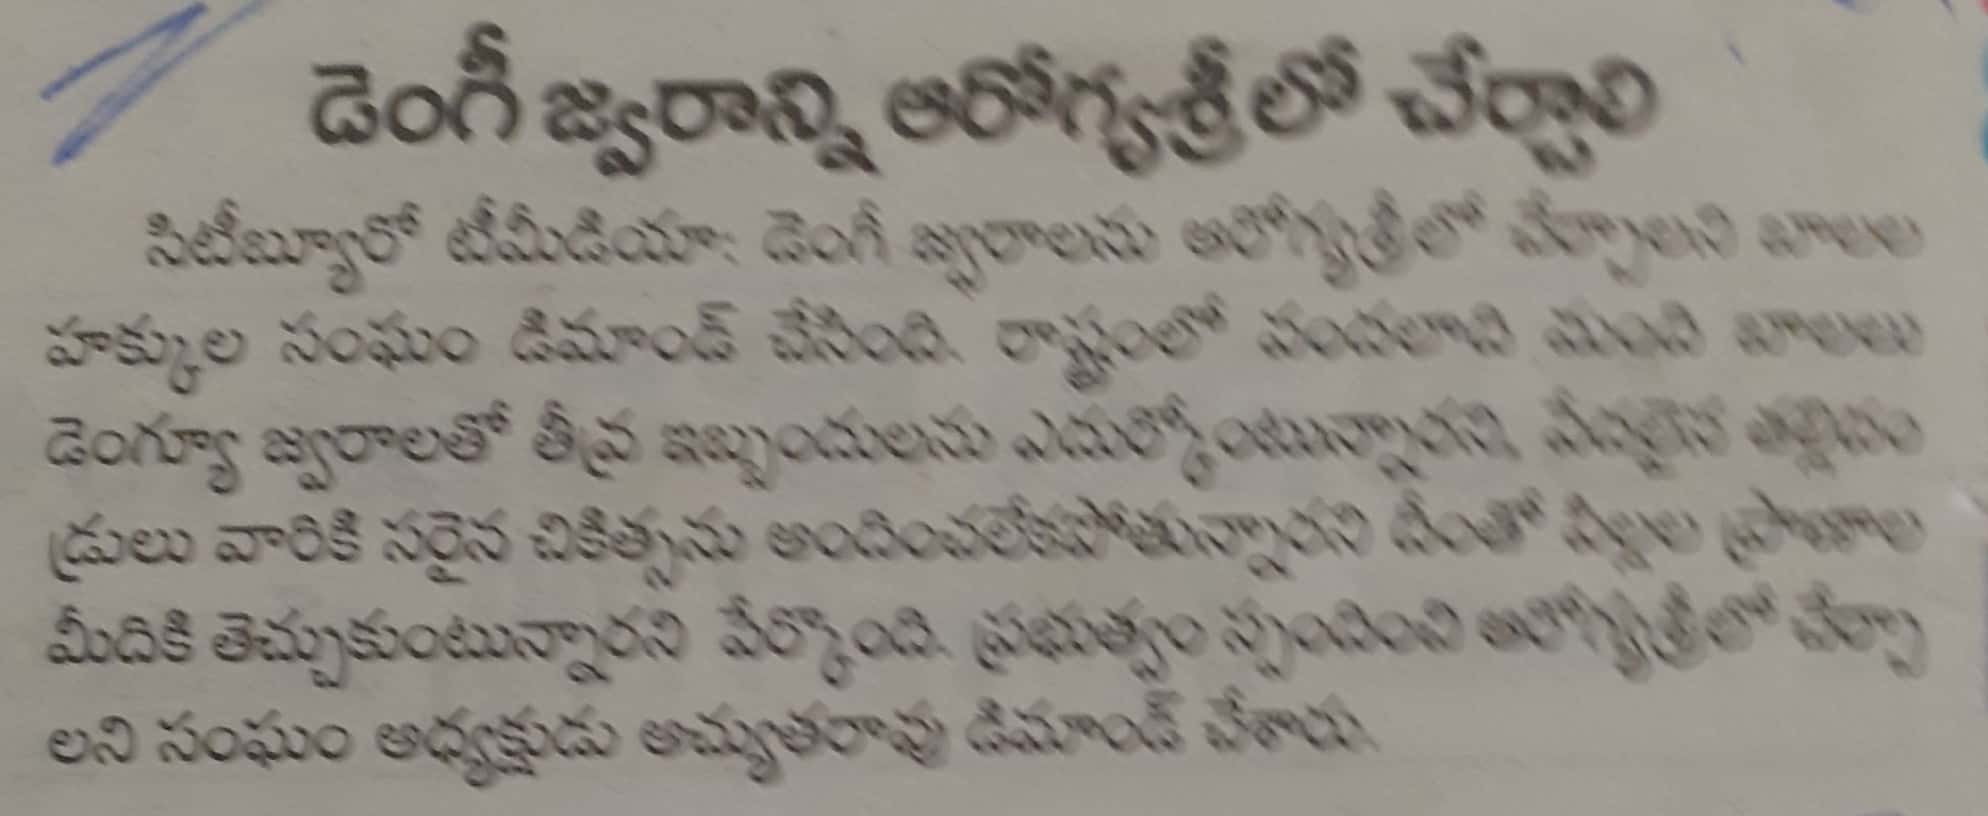 డెంగీ జ్వరాన్ని ఆరోగ్యశ్రీలో చేర్చాలి
సిటీబ్యూరో టీమీడియా: డెంగీ జ్వరాలను ఆరోగ్యశ్రీలో చేర్చాలని బాలల
హక్కుల సంఘం డిమాండ్ చేసింది. రాష్ట్రంలో వందలాది మంది బాలలు
డెంగ్యూ జ్వరాలతో తీవ్ర ఇబ్బందులను ఎదుర్కోంటున్నారని, పేదలైన తల్లిదం
డ్రులు వారికి సరైన చికిత్సను అందించలేకపోతున్నారని దీంతో పిల్లల ప్రాణాల
మీదికి తెచ్చుకుంటున్నారని పేర్కొంది. ప్రభుత్వం స్పందించి ఆరోగ్యశ్రీలో చేర్చా
లని సంఘం అధ్యక్షుడు అచ్యుతరావు డిమాండ్ చేశారు.